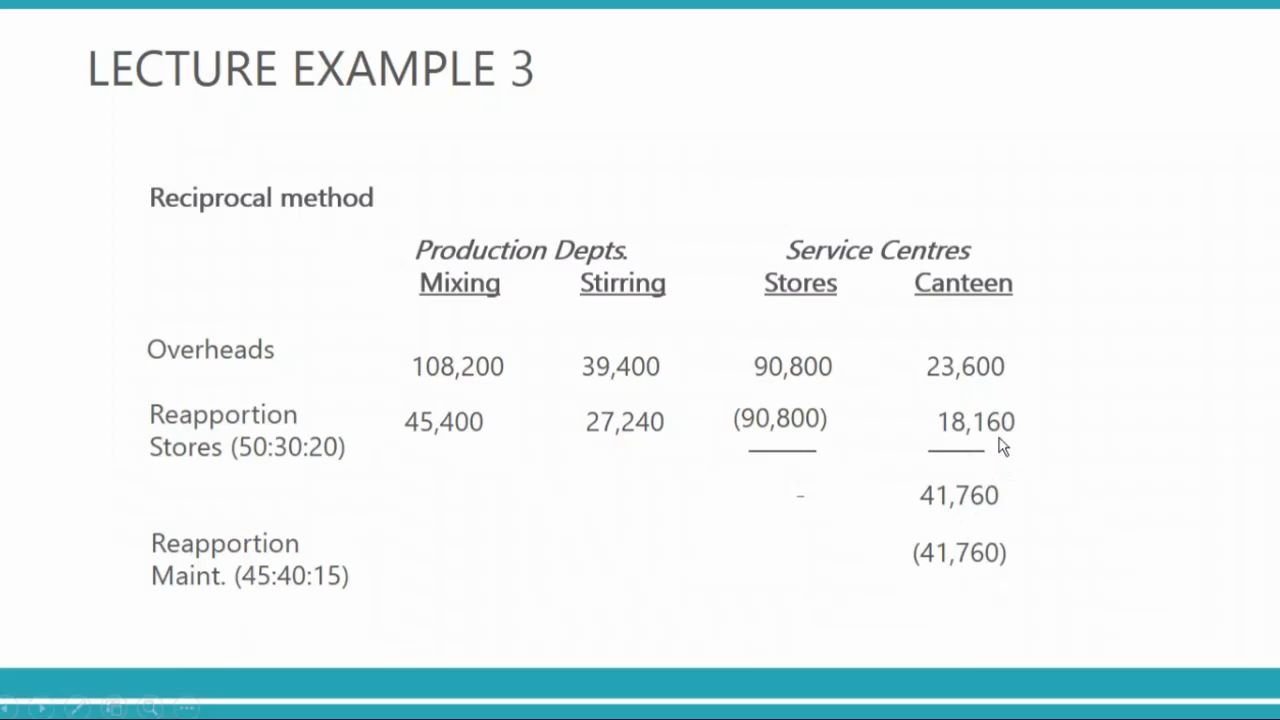 LECTURE EXAMPLE 3
Reciprocal method
Production Depts. Service Centres
Mixing Stirring Stores Canteen
Overheads
108,200 39,400 90,800 23,600
Reapportion 45,400 27,240 (90,800) 18,160
Stores (50:30:20)
- 41,760
Reapportion (41,760)
Maint. (45:40:15)